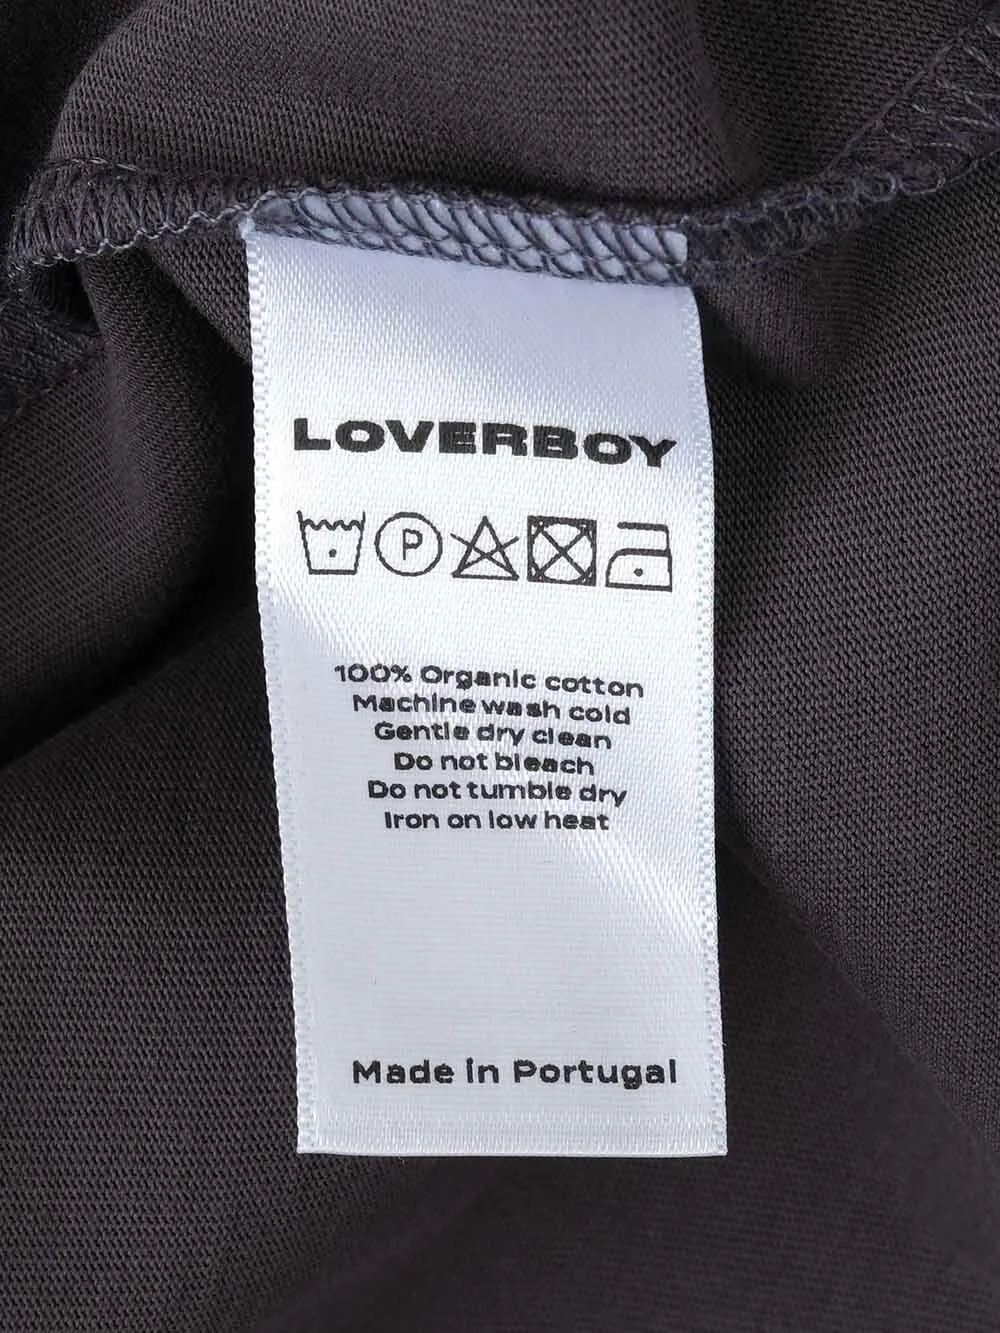 LOVERBOY
P
100% Organic cotton
Machine wash cold
Gentle dry clean
Do not bleach
Do not tumble dry
Iron on low heat
Made in Portugal